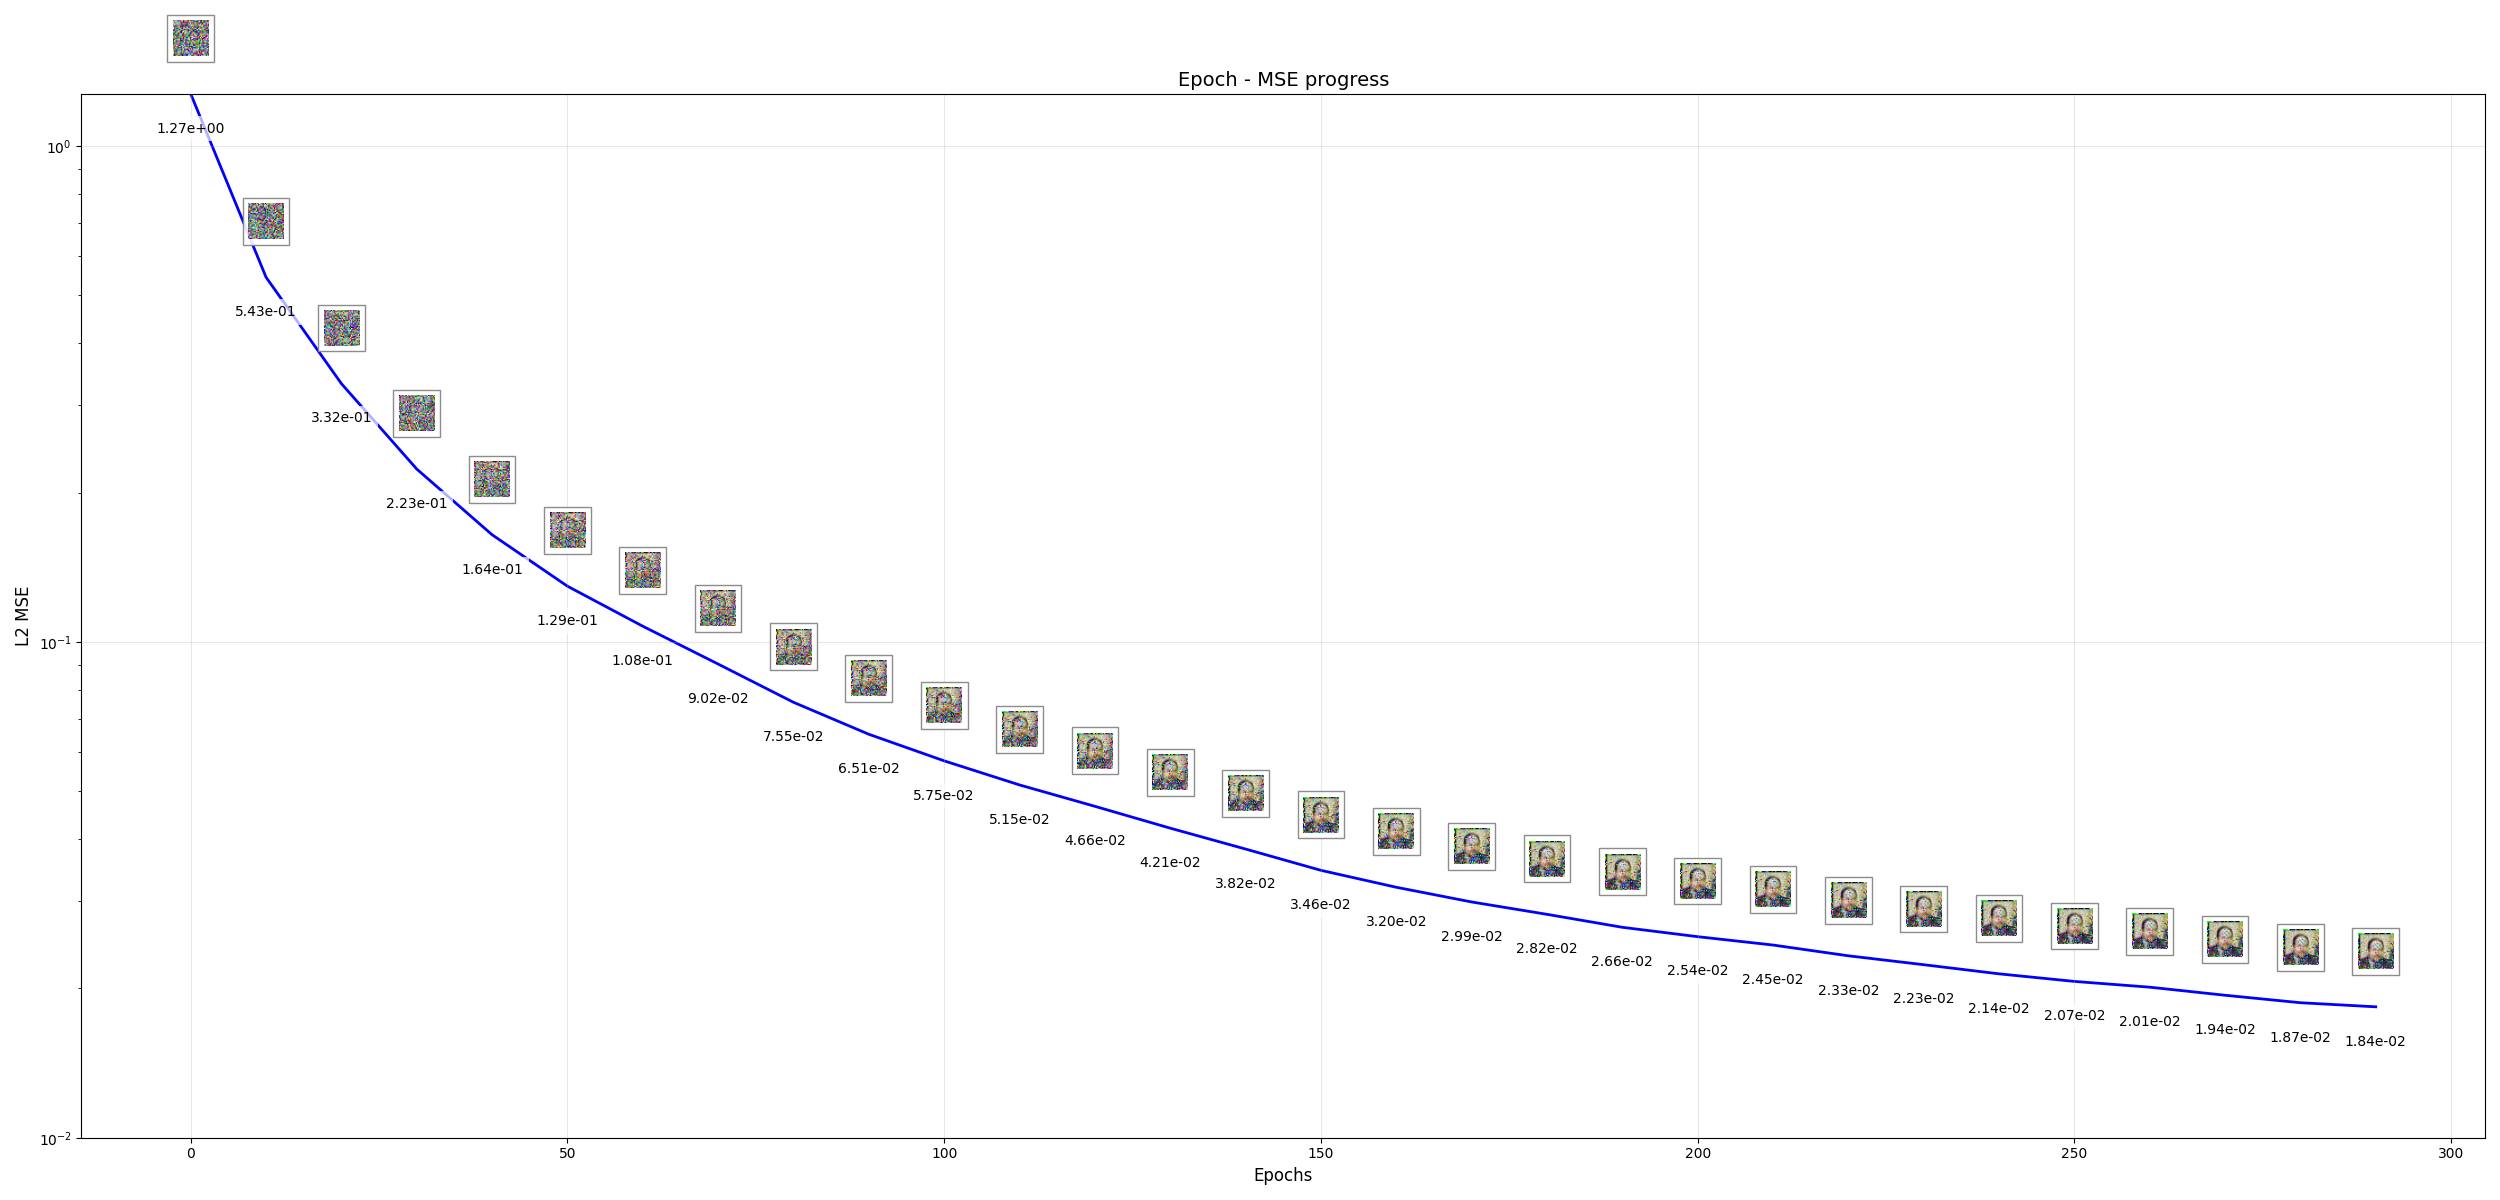 Epoch - MSE progress
L2 MSE
10⁰
10⁻¹
10⁻²
1.27e+00
5.43e-01
3.32e-01
2.23e-01
1.64e-01
1.29e-01
1.08e-01
9.02e-02
7.55e-02
6.51e-02
5.75e-02
5.15e-02
4.66e-02
4.21e-02
3.82e-02
3.46e-02
3.20e-02
2.99e-02
2.82e-02
2.66e-02
2.54e-02
2.45e-02
2.33e-02
2.23e-02
2.14e-02
2.07e-02
2.01e-02
1.94e-02
1.87e-02
1.84e-02
0 50 100 150 200 250 300
Epochs